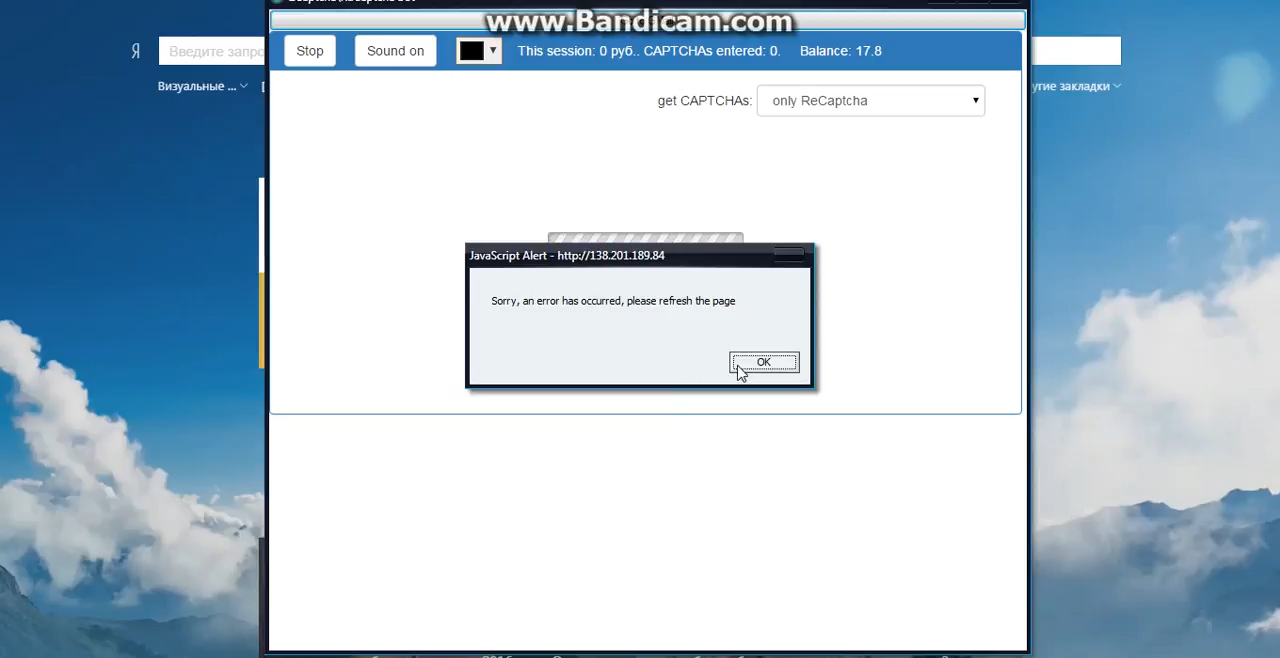 www.Bandicam.com
Я
Введите запро
Stop
Sound on
This session: 0 руб.. CAPTCHAs entered: 0.
Balance: 17.8
Визуальные ...
угие закладки
get CAPTCHAs:
only ReCaptcha
JavaScript Alert - http://138.201.189.84
Sorry, an error has occurred, please refresh the page
OK